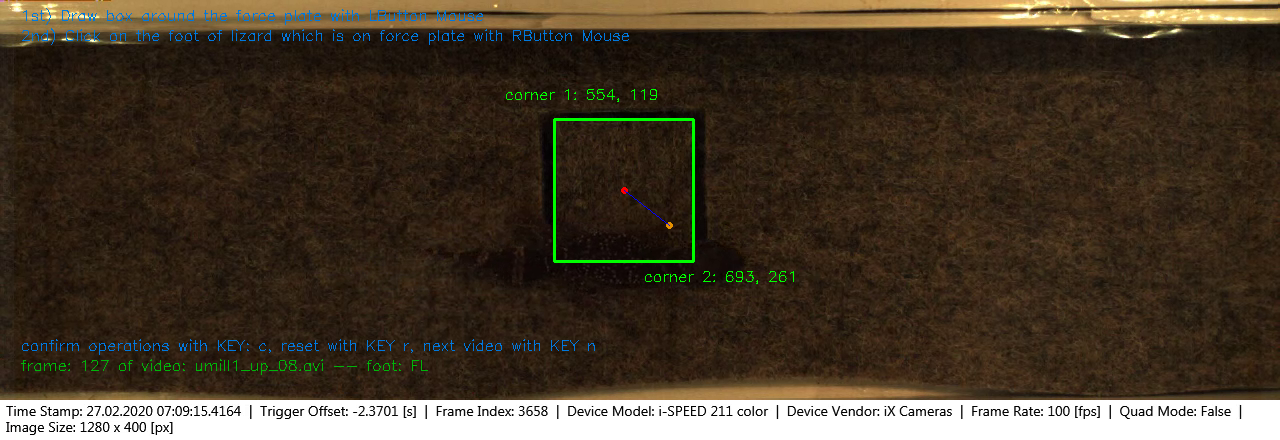 1st) Draw box around the force plate with LButton Mouse
2nd) Click on the foot of lizard which is on force plate with RButton Mouse
corner 1: 554, 119
corner 2: 693, 261
confirm operations with KEY: c, reset with KEY r, next video with KEY n
frame: 127 of video: umill1_up_08.avi -- foot: FL
Time Stamp: 27.02.2020 07:09:15.4164 | Trigger Offset: -2.3701 [s] | Frame Index: 3658 | Device Model: i-SPEED 211 color | Device Vendor: iX Cameras | Frame Rate: 100 [fps] | Quad Mode: False |
Image Size: 1280 x 400 [px]